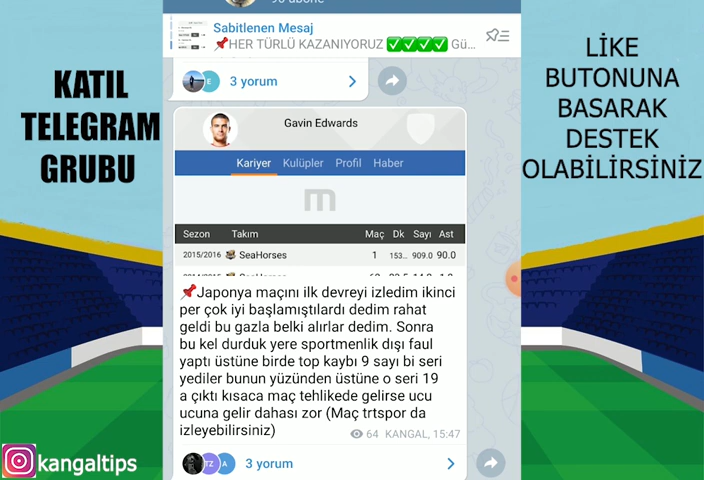 KATIL
TELEGRAM
GRUBU
Sabitlenen Mesaj
📌HER TÜRLÜ KAZANIYORUZ ✅✅✅✅ Gü...
E
3 yorum
Gavin Edwards
Kariyer Kulüpler Profil Haber
m
Sezon Takım Maç Dk Sayı Ast
2015/2016 SeaHorses 1 153... 909.0 90.0
📌Japonya maçını ilk devreyi izledim ikinci
per çok iyi başlamıştılardı dedim rahat
geldi bu gazla belki alırlar dedim. Sonra
bu kel durduk yere sportmenlik dışı faul
yaptı üstüne birde top kaybı 9 sayı bi seri
yediler bunun yüzünden üstüne o seri 19
a çıktı kısaca maç tehlikede gelirse ucu
ucuna gelir dahası zor (Maç trtspor da
izleyebilirsiniz)
64 KANGAL, 15:47
TZ A
3 yorum
LİKE
BUTONUNA
BASARAK
DESTEK
OLABİLİRSİNİZ
kangaltips